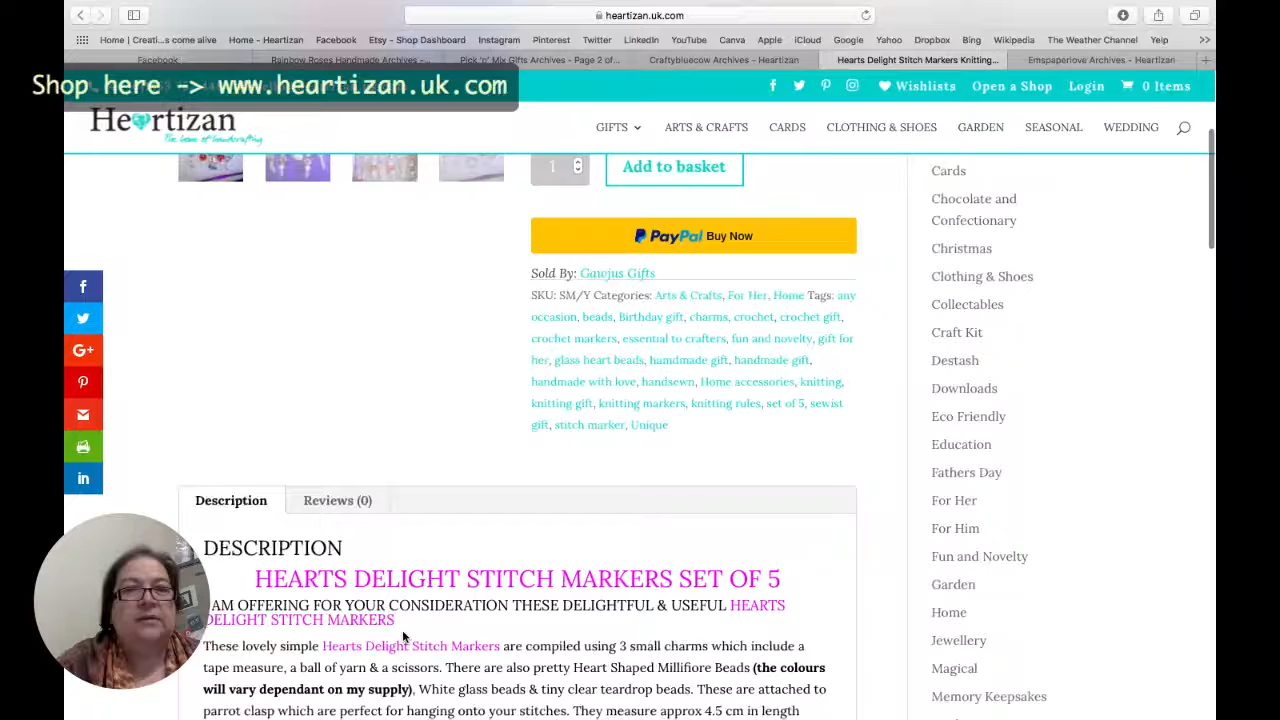 heartizan.uk.com
Home | Creati...s come alive Home - Heartizan Facebook Etsy - Shop Dashboard Instagram Pinterest Twitter LinkedIn YouTube Canva Apple iCloud Google Yahoo Dropbox Bing Wikipedia The Weather Channel Yelp >>
Facebook Rainbow Roses Handmade Archives -... Pick 'n' Mix Gifts Archives - Page 2 of... Craftybluecow Archives - Heartizan Hearts Delight Stitch Markers Knitting... Emspaperlove Archives - Heartizan
Shop here -> www.heartizan.uk.com
Wishlists Open a Shop Login 0 Items
Heartizan
The home of handcrafting
GIFTS ARTS & CRAFTS CARDS CLOTHING & SHOES GARDEN SEASONAL WEDDING
1 Add to basket
PayPal Buy Now
Sold By: Gawjus Gifts
SKU: SM/Y Categories: Arts & Crafts, For Her, Home Tags: any
occasion, beads, Birthday gift, charms, crochet, crochet gift,
crochet markers, essential to crafters, fun and novelty, gift for
her, glass heart beads, hamdmade gift, handmade gift,
handmade with love, handsewn, Home accessories, knitting,
knitting gift, knitting markers, knitting rules, set of 5, sewist
gift, stitch marker, Unique
Cards
Chocolate and
Confectionary
Christmas
Clothing & Shoes
Collectables
Craft Kit
Destash
Downloads
Eco Friendly
Education
Fathers Day
For Her
For Him
Fun and Novelty
Garden
Home
Jewellery
Magical
Memory Keepsakes
f
G+
in
Description Reviews (0)
DESCRIPTION
HEARTS DELIGHT STITCH MARKERS SET OF 5
AM OFFERING FOR YOUR CONSIDERATION THESE DELIGHTFUL & USEFUL HEARTS
DELIGHT STITCH MARKERS
These lovely simple Hearts Delight Stitch Markers are compiled using 3 small charms which include a
tape measure, a ball of yarn & a scissors. There are also pretty Heart Shaped Millifiore Beads (the colours
will vary dependant on my supply), White glass beads & tiny clear teardrop beads. These are attached to
parrot clasp which are perfect for hanging onto your stitches. They measure approx 4.5 cm in length